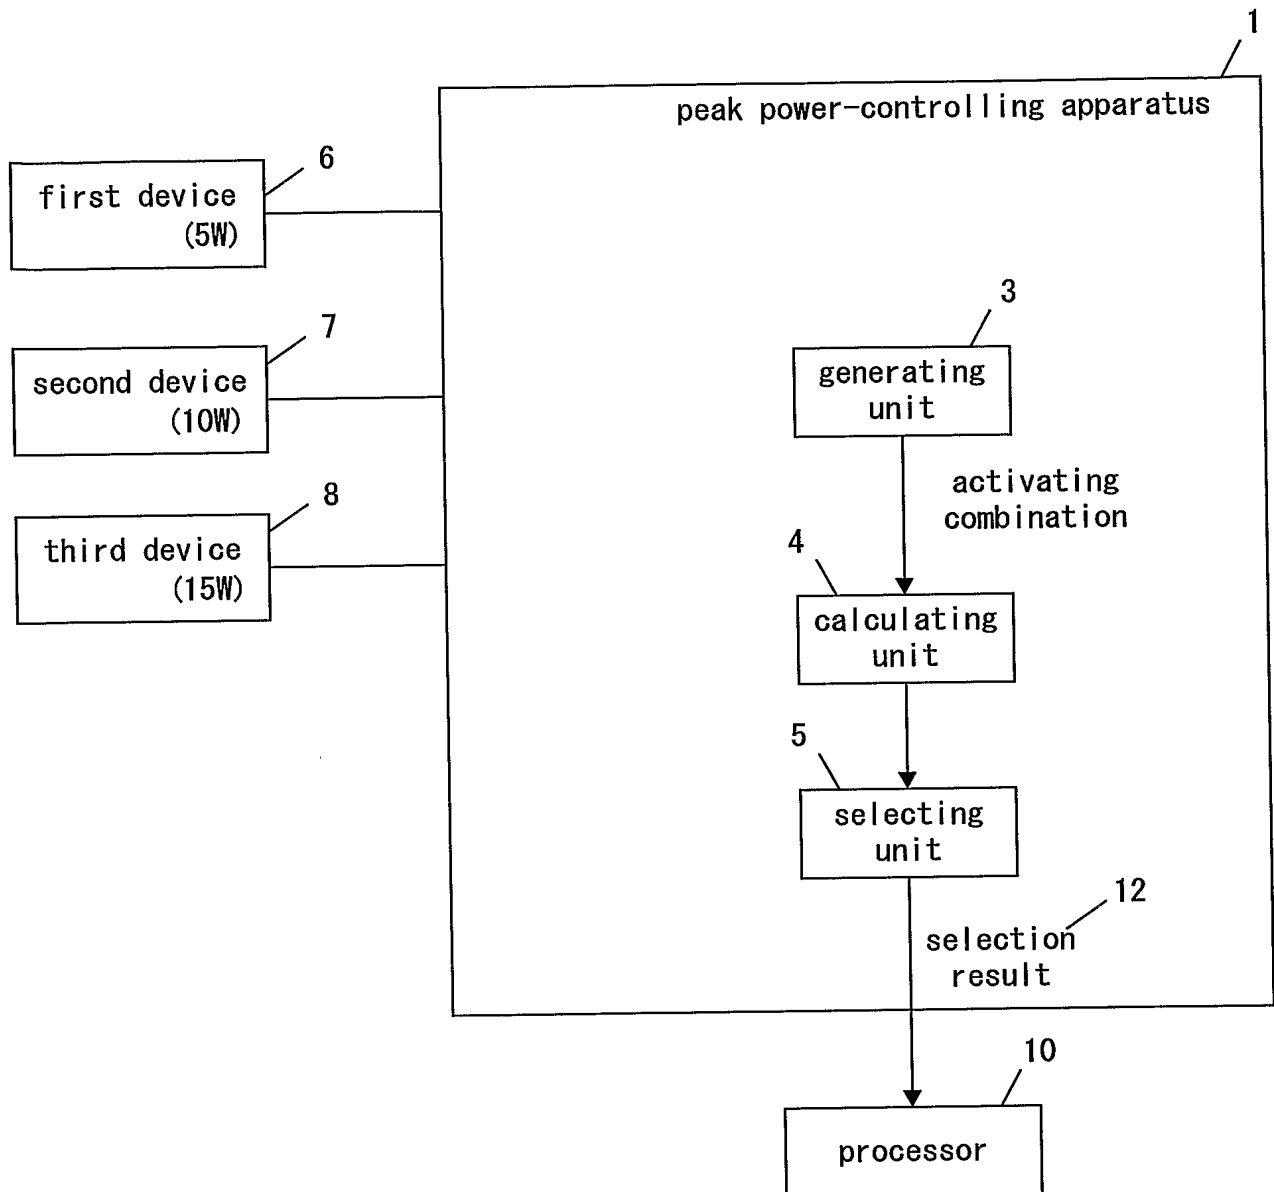 1
peak power-controlling apparatus
6
first device
(5W)
7
second device
(10W)
8
third device
(15W)
3
generating
unit
activating
combination
4
calculating
unit
5
selecting
unit
12
selection
result
10
processor